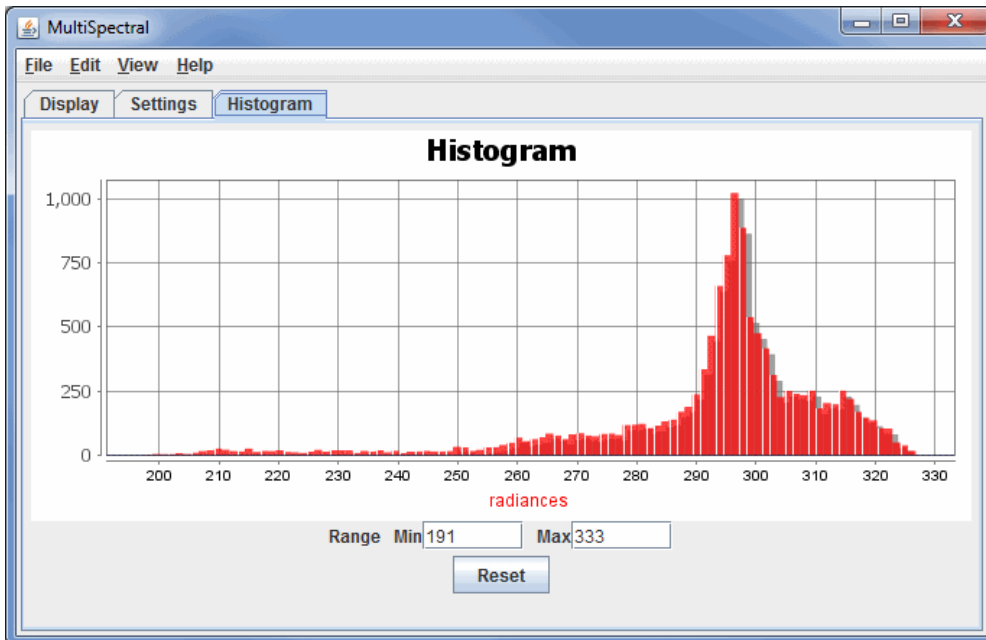 MultiSpectral
File Edit View Help
Display Settings Histogram
Histogram
1,000
750
500
250
0
200 210 220 230 240 250 260 270 280 290 300 310 320 330
radiances
Range Min 191 Max 333
Reset